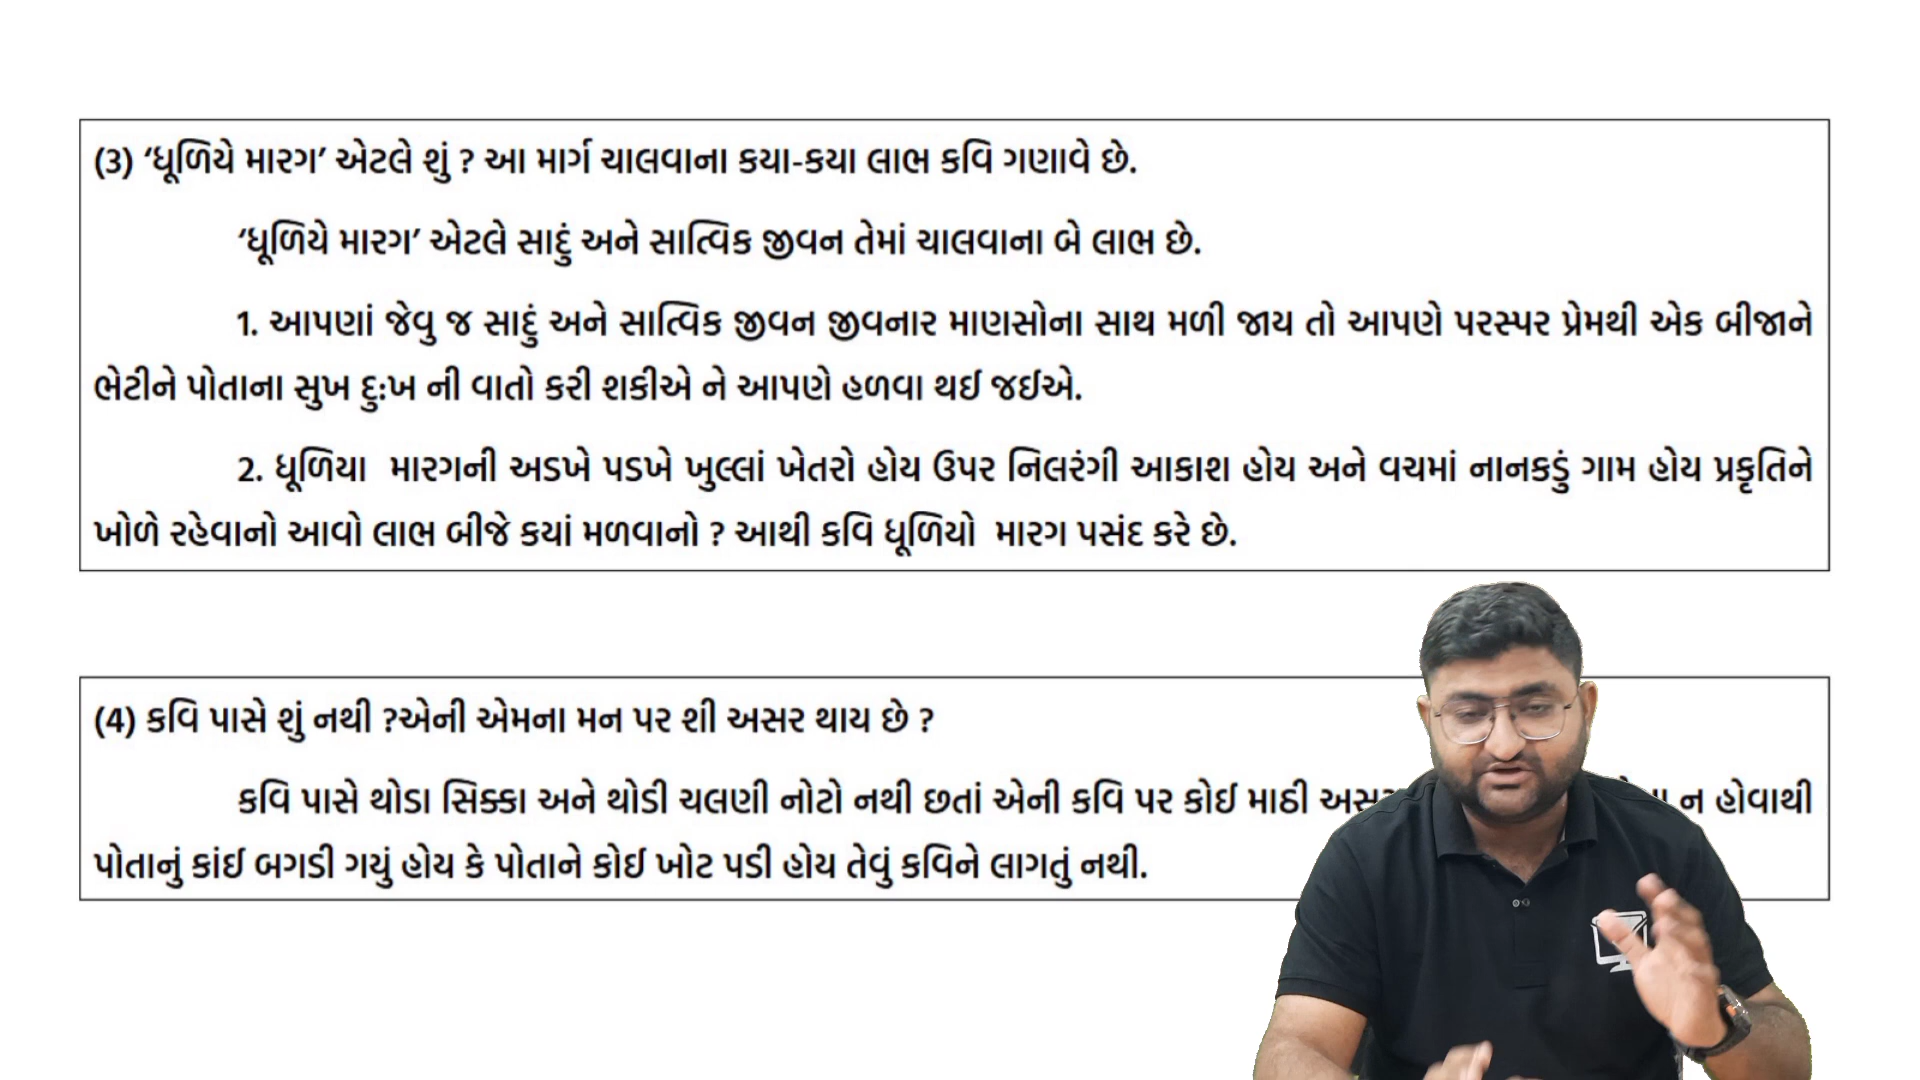 (3) ‘ધૂળિયે મારગ’ એટલે શું ? આ માર્ગ ચાલવાના કયા-કયા લાભ કવિ ગણાવે છે.
‘ધૂળિયે મારગ’ એટલે સાદું અને સાત્વિક જીવન તેમાં ચાલવાના બે લાભ છે.
1. આપણાં જેવુ જ સાદું અને સાત્વિક જીવન જીવનાર માણસોના સાથ મળી જાય તો આપણે પરસ્પર પ્રેમથી એક બીજાને
ભેટીને પોતાના સુખ દુઃખ ની વાતો કરી શકીએ ને આપણે હળવા થઈ જઈએ.
2. ધૂળિયા મારગની અડખે પડખે ખુલ્લાં ખેતરો હોય ઉપર નિલરંગી આકાશ હોય અને વચમાં નાનકડું ગામ હોય પ્રકૃતિને
ખોળે રહેવાનો આવો લાભ બીજે કયાં મળવાનો ? આથી કવિ ધૂળિયો મારગ પસંદ કરે છે.
(4) કવિ પાસે શું નથી ?એની એમના મન પર શી અસર થાય છે ?
કવિ પાસે થોડા સિક્કા અને થોડી ચલણી નોટો નથી છતાં એની કવિ પર કોઈ માઠી ન હોવાથી
પોતાનું કાંઈ બગડી ગયું હોય કે પોતાને કોઈ ખોટ પડી હોય તેવું કવિને લાગતું નથી.